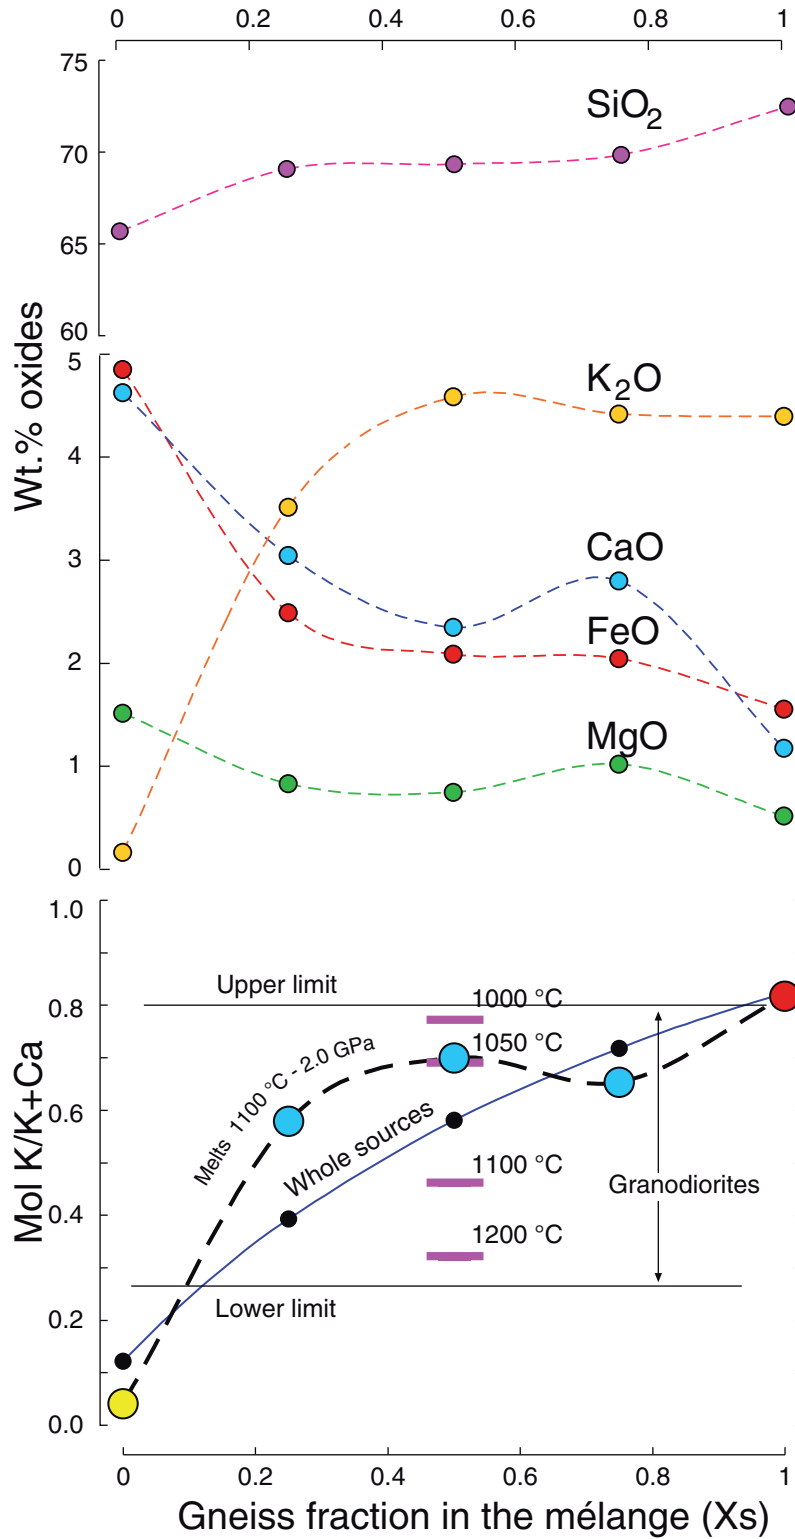 0 0.2 0.4 0.6 0.8 1
75
SiO2
70
65
60
Wt.% oxides
5
K2O
4
CaO
3
FeO
2
MgO
1
0
1.0
Upper limit
1000 °C
0.8
1050 °C
Melts 1100 °C - 2.0 GPa
0.6
Whole sources
1100 °C
Granodiorites
Mol K/K+Ca
0.4
1200 °C
Lower limit
0.2
0.0
0 0.2 0.4 0.6 0.8 1
Gneiss fraction in the mélange (Xs)